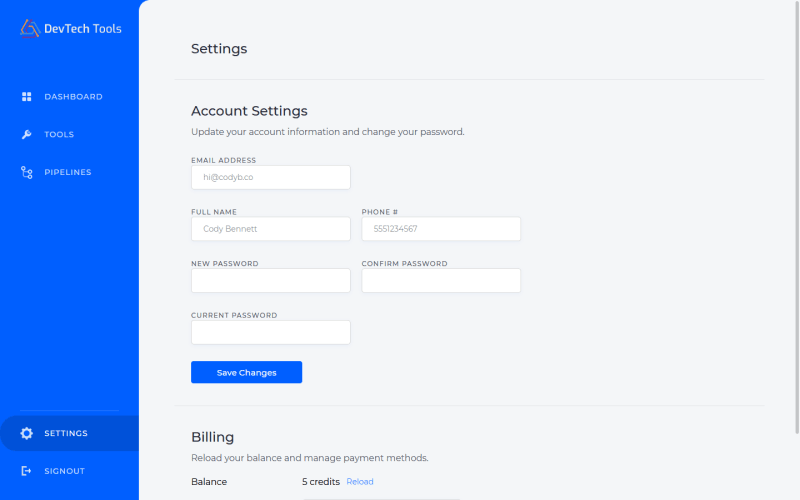 DevTech Tools
DASHBOARD
TOOLS
PIPELINES
SETTINGS
SIGNOUT
Settings
Account Settings
Update your account information and change your password.
EMAIL ADDRESS
hi@codyb.co
FULL NAME PHONE #
Cody Bennett 5551234567
NEW PASSWORD CONFIRM PASSWORD
CURRENT PASSWORD
Save Changes
Billing
Reload your balance and manage payment methods.
Balance 5 credits Reload